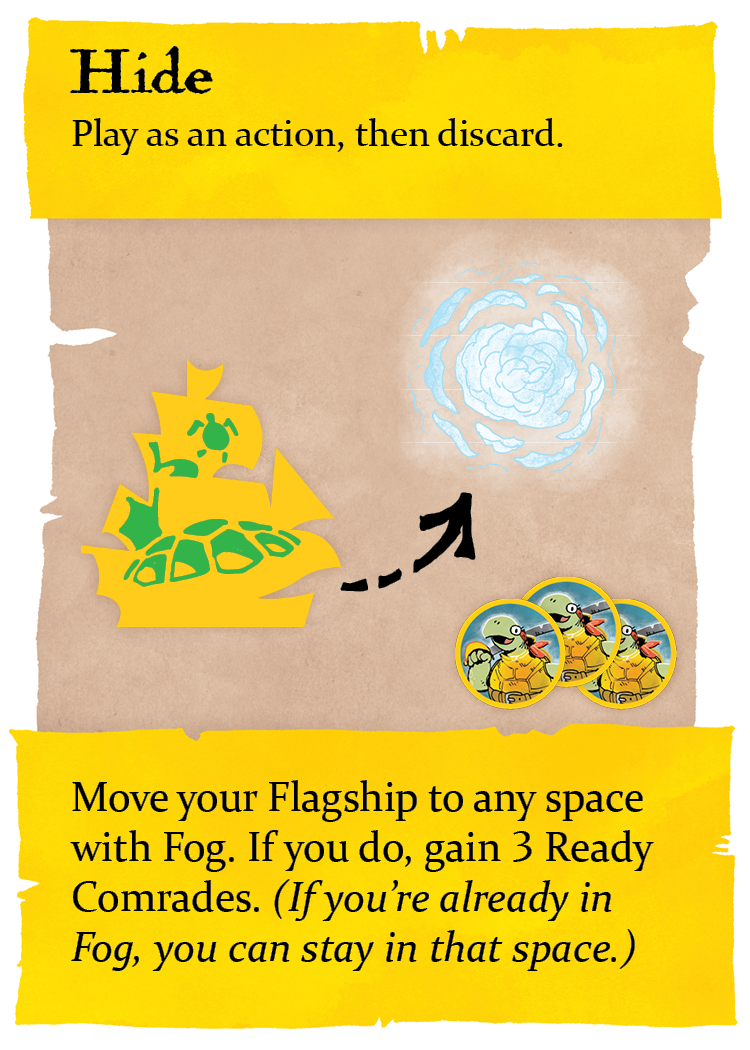 Hide
Play as an action, then discard.
Move your Flagship to any space
with Fog. If you do, gain 3 Ready
Comrades. (If you’re already in
Fog, you can stay in that space.)